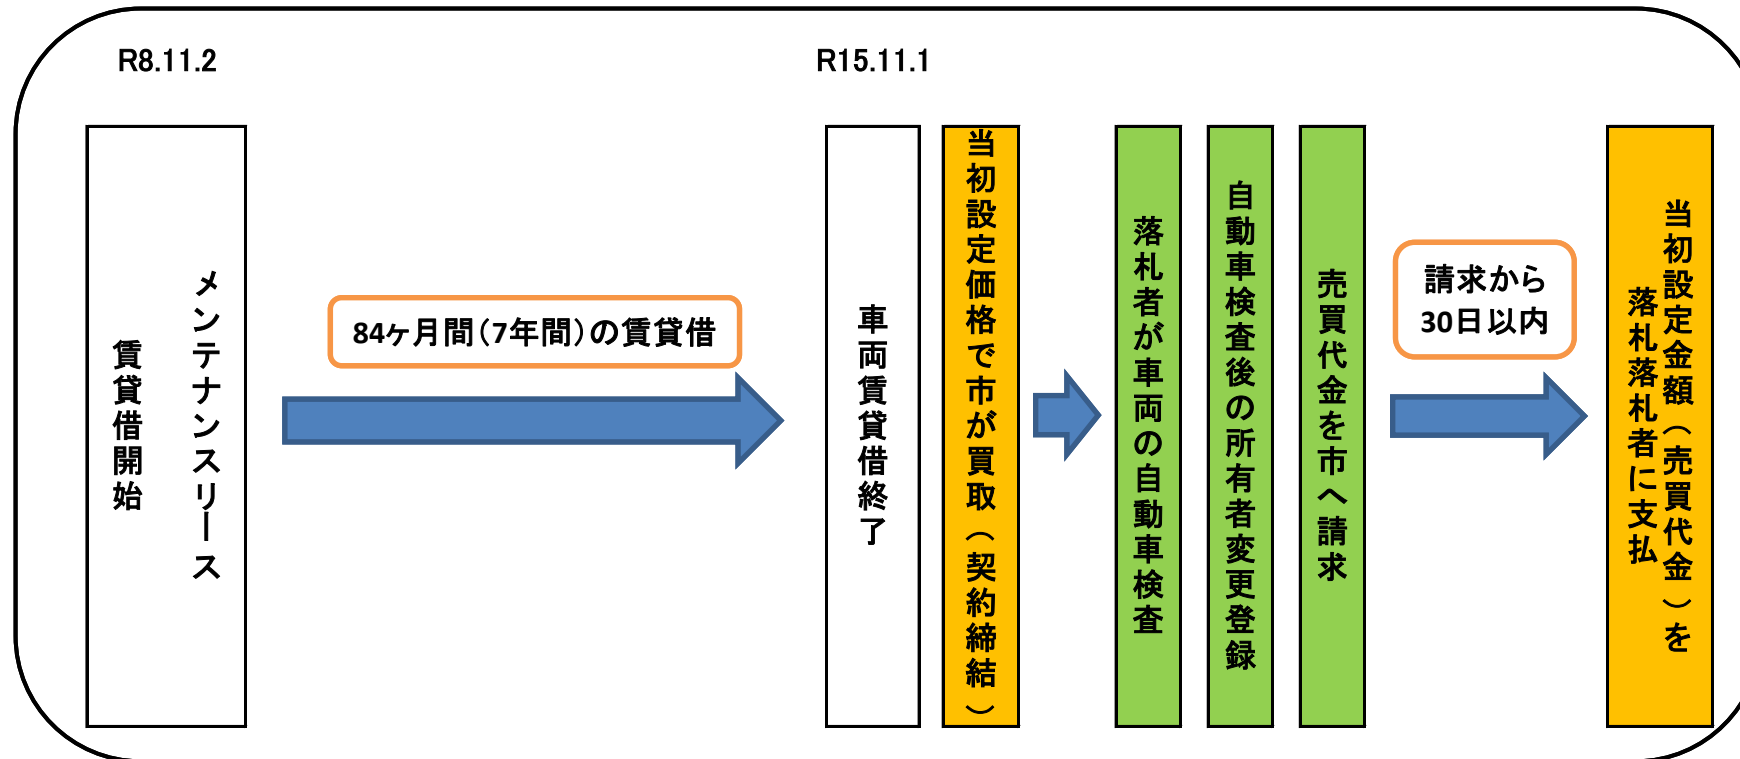 R8.11.2
R15.11.1
メンテナンスリース
賃貸借開始
84ヶ月間（7年間）の賃貸借
車両賃貸借終了
当初設定価格で市が買取（契約締結）
落札者が車両の自動車検査
自動車検査後の所有者変更登録
売買代金を市へ請求
請求から
30日以内
当初設定金額（売買代金）を
落札落札者に支払